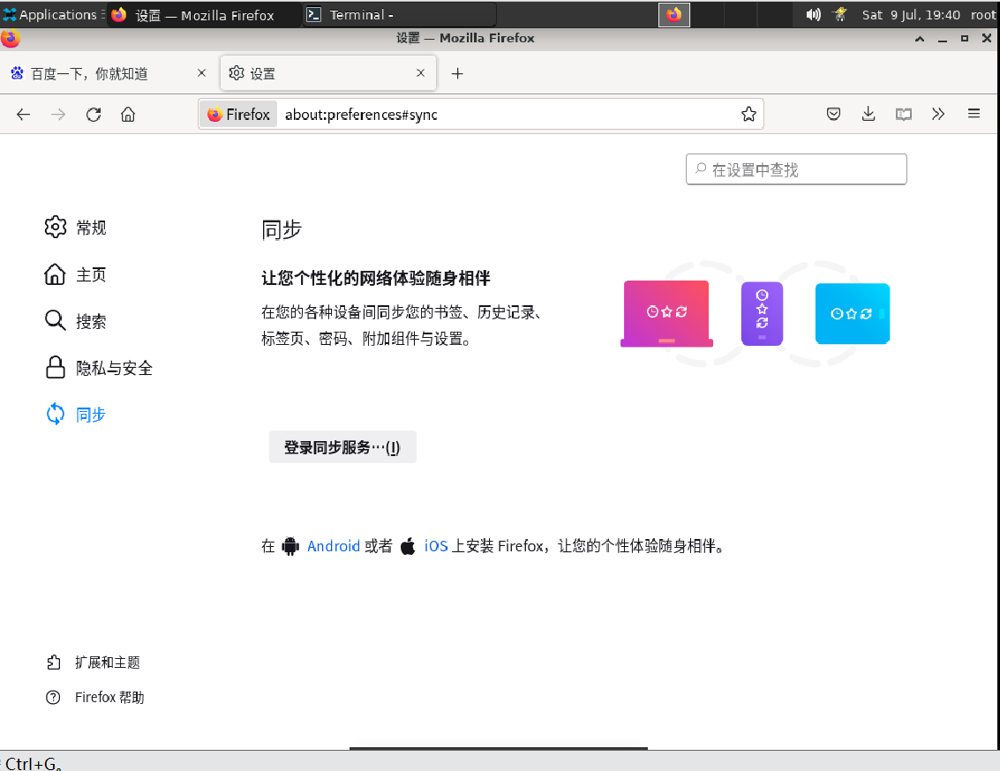 Applications
设置 — Mozilla Firefox
Terminal -
Sat 9 Jul, 19:40 root
设置 — Mozilla Firefox
百度一下，你就知道
设置
Firefox about:preferences#sync
在设置中查找
常规
主页
搜索
隐私与安全
同步
同步
让您个性化的网络体验随身相伴
在您的各种设备间同步您的书签、历史记录、
标签页、密码、附加组件与设置。
登录同步服务…(I)
在 Android 或者 iOS 上安装 Firefox，让您的个性体验随身相伴。
扩展和主题
Firefox 帮助
Ctrl+G。